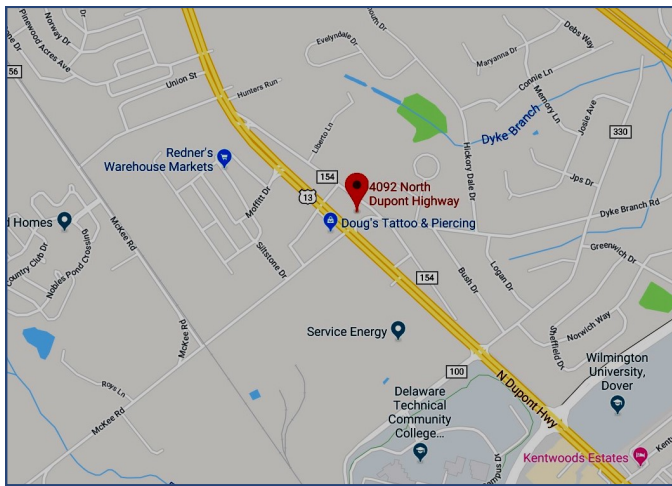 Pinewood Acres Ave
Norway Dr
Dr
Evelyndale Dr
Debs Way
Maryanna Dr
Connie Ln
Memory Ln
Josie Ave
56
Union St
Hunters Run
Liberto Ln
Dyke Branch
330
Redner's
Warehouse Markets
154
Hickory Dale Dr
Jps Dr
13
4092 North
Dupont Highway
Moffitt Dr
Dyke Branch Rd
d Homes
McKee Rd
Doug's Tattoo & Piercing
Country Club Dr
Nobles Pond Crossing
Siltstone Dr
Greenwich Dr
154
Bush Dr
Logan Dr
McKee Rd
Service Energy
Norwich Way
Sheffield Dr
100
N Dupont Hwy
Wilmington
University,
Dover
Roys Ln
Delaware
Technical
Community
College...
McKee Rd
Kentwoods Estates